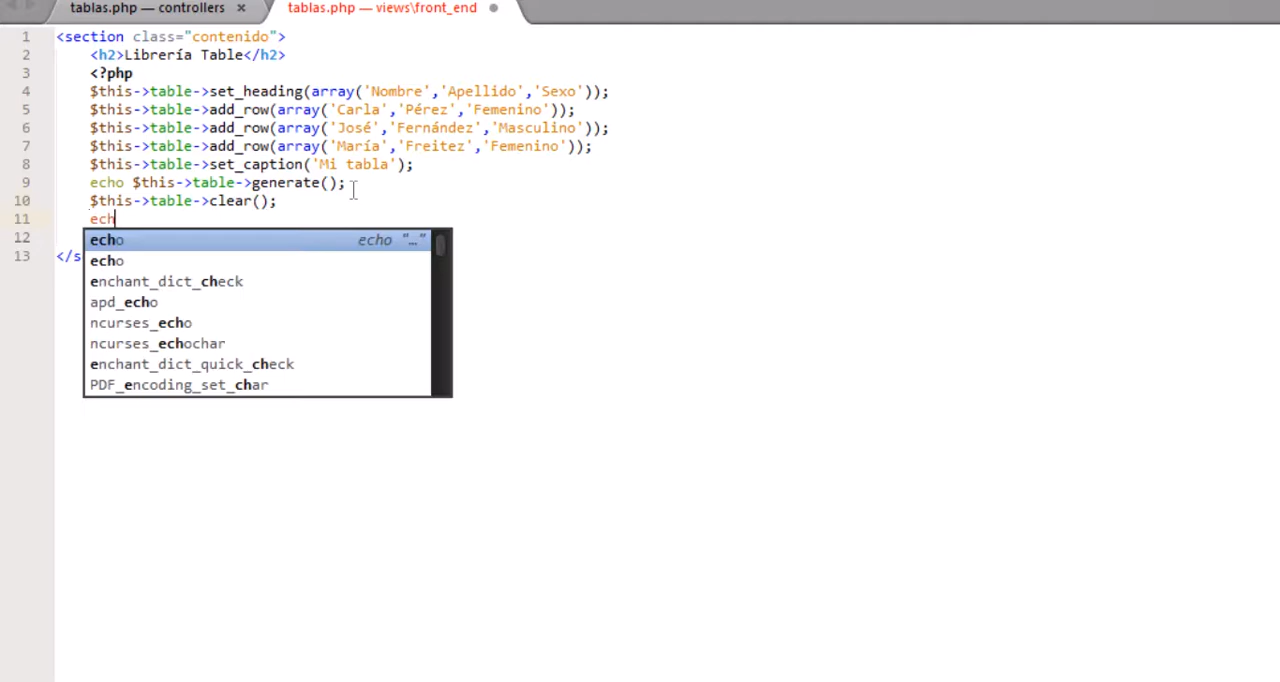 tablas.php — controllers × tablas.php — views\front_end
1 <section class="contenido">
2 <h2>Librería Table</h2>
3 <?php
4 $this->table->set_heading(array('Nombre','Apellido','Sexo'));
5 $this->table->add_row(array('Carla','Pérez','Femenino'));
6 $this->table->add_row(array('José','Fernández','Masculino'));
7 $this->table->add_row(array('María','Freitez','Femenino'));
8 $this->table->set_caption('Mi tabla');
9 echo $this->table->generate();
10 $this->table->clear();
11 ech
12
13 </s
echo echo "…"
echo
enchant_dict_check
apd_echo
ncurses_echo
ncurses_echochar
enchant_dict_quick_check
PDF_encoding_set_char